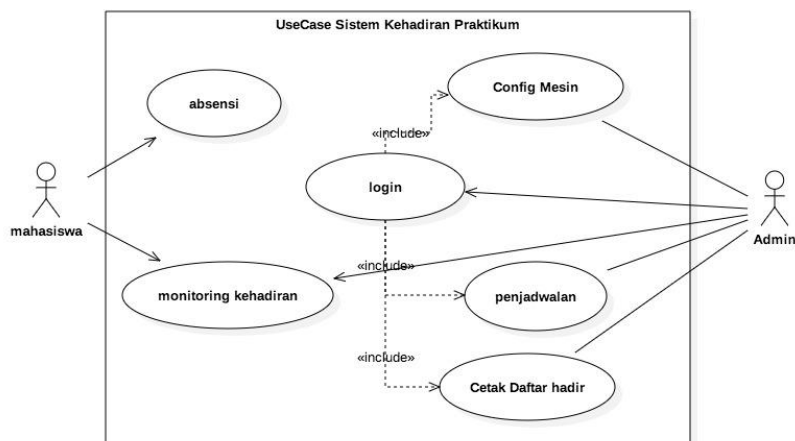 UseCase Sistem Kehadiran Praktikum
absensi
Config Mesin
«include»
login
mahasiswa
Admin
«include»
monitoring kehadiran
penjadwalan
«include»
Cetak Daftar hadir